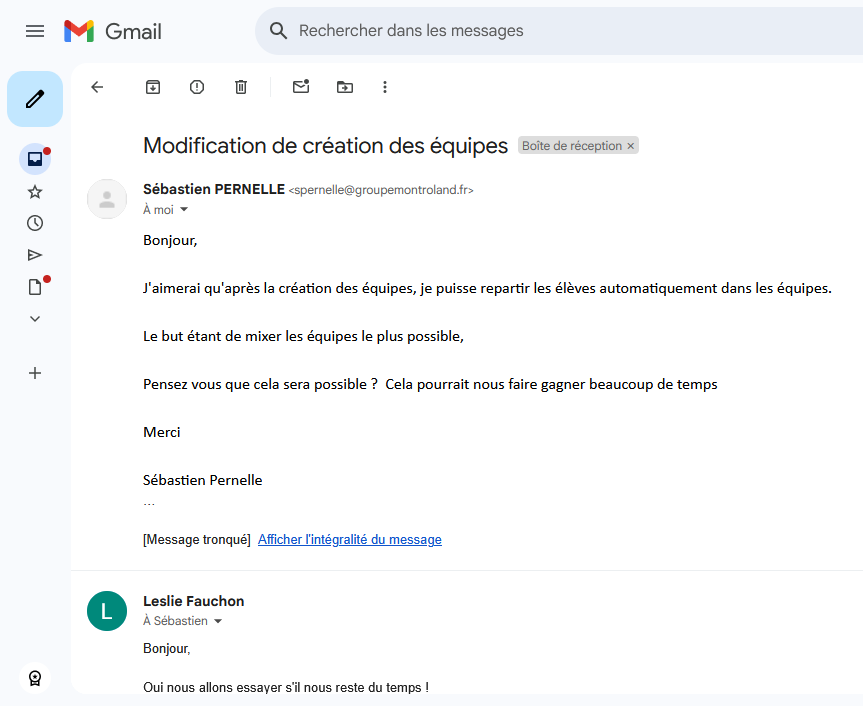 Gmail
Rechercher dans les messages
Modification de création des équipes Boîte de réception ×
Sébastien PERNELLE <spernelle@groupemontroland.fr>
À moi
Bonjour,
J'aimerai qu'après la création des équipes, je puisse repartir les élèves automatiquement dans les équipes.
Le but étant de mixer les équipes le plus possible,
Pensez vous que cela sera possible ? Cela pourrait nous faire gagner beaucoup de temps
Merci
Sébastien Pernelle
...
[Message tronqué] Afficher l'intégralité du message
L
Leslie Fauchon
À Sébastien
Bonjour,
Oui nous allons essayer s'il nous reste du temps !